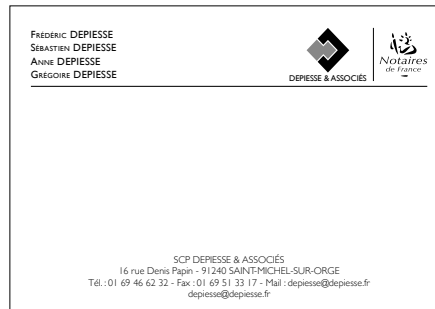 Frédéric DEPIESSE
Sébastien DEPIESSE
Anne DEPIESSE
Grégoire DEPIESSE
DEPIESSE & ASSOCIÉS
Notaires
de France
SCP DEPIESSE & ASSOCIÉS
16 rue Denis Papin - 91240 SAINT-MICHEL-SUR-ORGE
Tél. : 01 69 46 62 32 - Fax : 01 69 51 33 17 - Mail : depiesse@depiesse.fr
depiesse@depiesse.fr